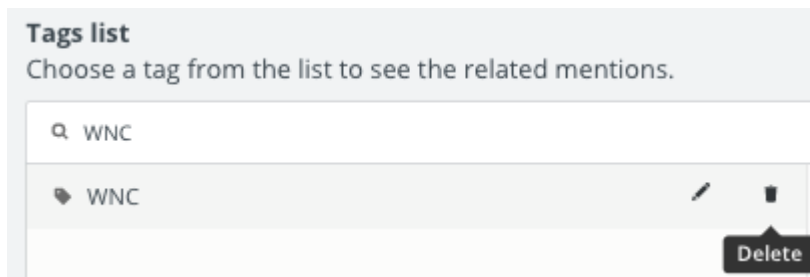 Tags list
Choose a tag from the list to see the related mentions.
WNC
WNC
Delete